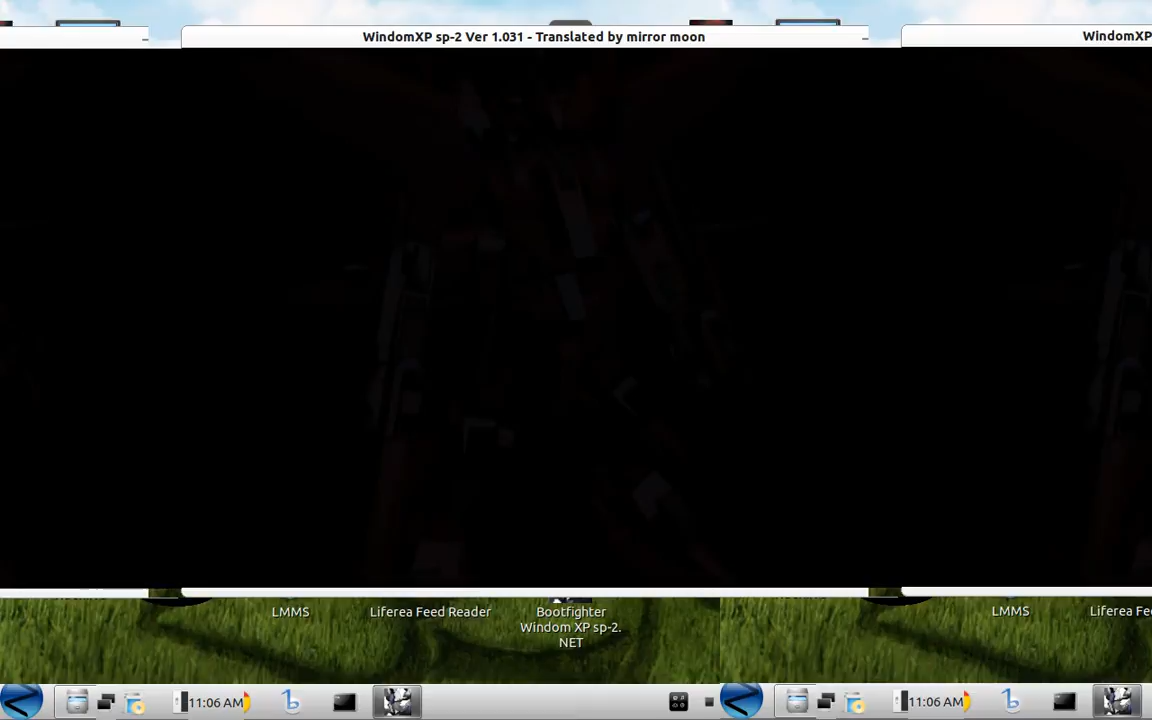 WindomXP sp-2 Ver 1.031 - Translated by mirror moon
WindomXP
LMMS
Liferea Feed Reader
Bootfighter
Windom XP sp-2.
NET
LMMS
Liferea Fee
11:06 AM
11:06 AM